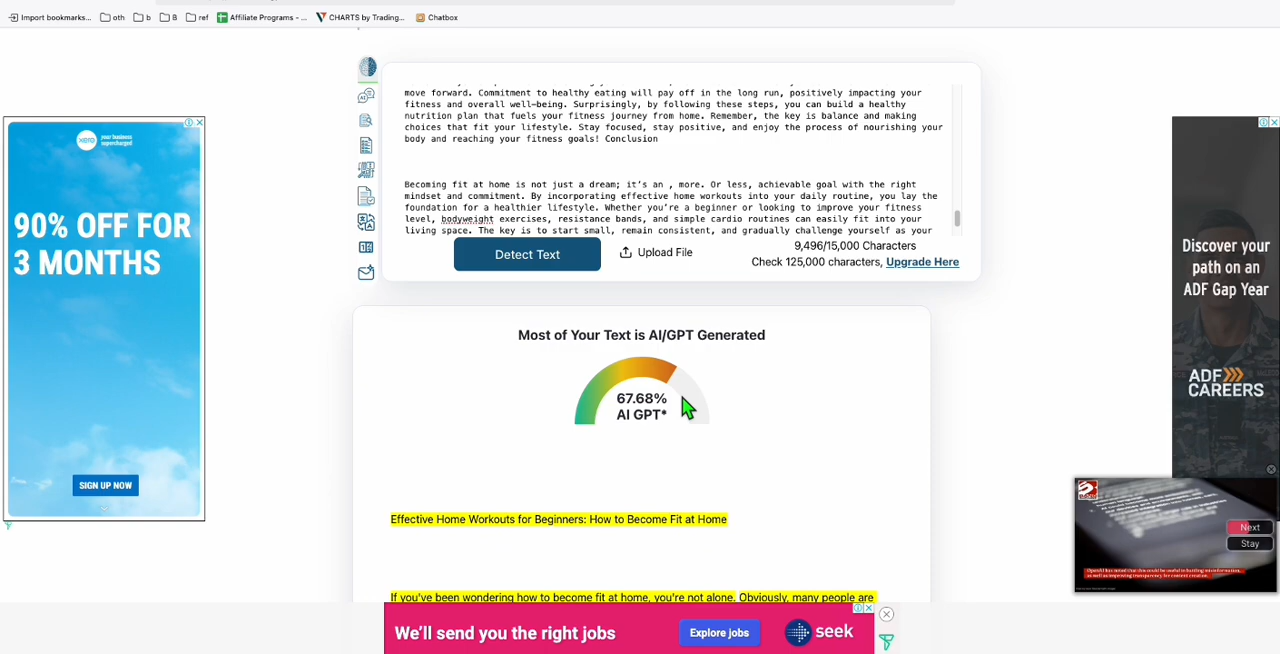 Import bookmarks...
oth
b
B
ref
Affiliate Programs - ...
CHARTS by Trading...
Chatbox
move forward. Commitment to healthy eating will pay off in the long run, positively impacting your
fitness and overall well-being. Surprisingly, by following these steps, you can build a healthy
nutrition plan that fuels your fitness journey from home. Remember, the key is balance and making
choices that fit your lifestyle. Stay focused, stay positive, and enjoy the process of nourishing your
body and reaching your fitness goals! Conclusion
Becoming fit at home is not just a dream; it's an , more. Or less, achievable goal with the right
mindset and commitment. By incorporating effective home workouts into your daily routine, you lay the
foundation for a healthier lifestyle. Whether you're a beginner or looking to improve your fitness
level, bodyweight exercises, resistance bands, and simple cardio routines can easily fit into your
living space. The key is to start small, remain consistent, and gradually challenge yourself as your
Detect Text
Upload File
9,496/15,000 Characters
Check 125,000 characters, Upgrade Here
Most of Your Text is AI/GPT Generated
67.68%
AI GPT*
Effective Home Workouts for Beginners: How to Become Fit at Home
If you've been wondering how to become fit at home, you're not alone. Obviously, many people are
xero
your business
supercharged
90% OFF FOR
3 MONTHS
SIGN UP NOW
Discover your
path on an
ADF Gap Year
ADF
CAREERS
Next
Stay
We'll send you the right jobs
Explore jobs
seek